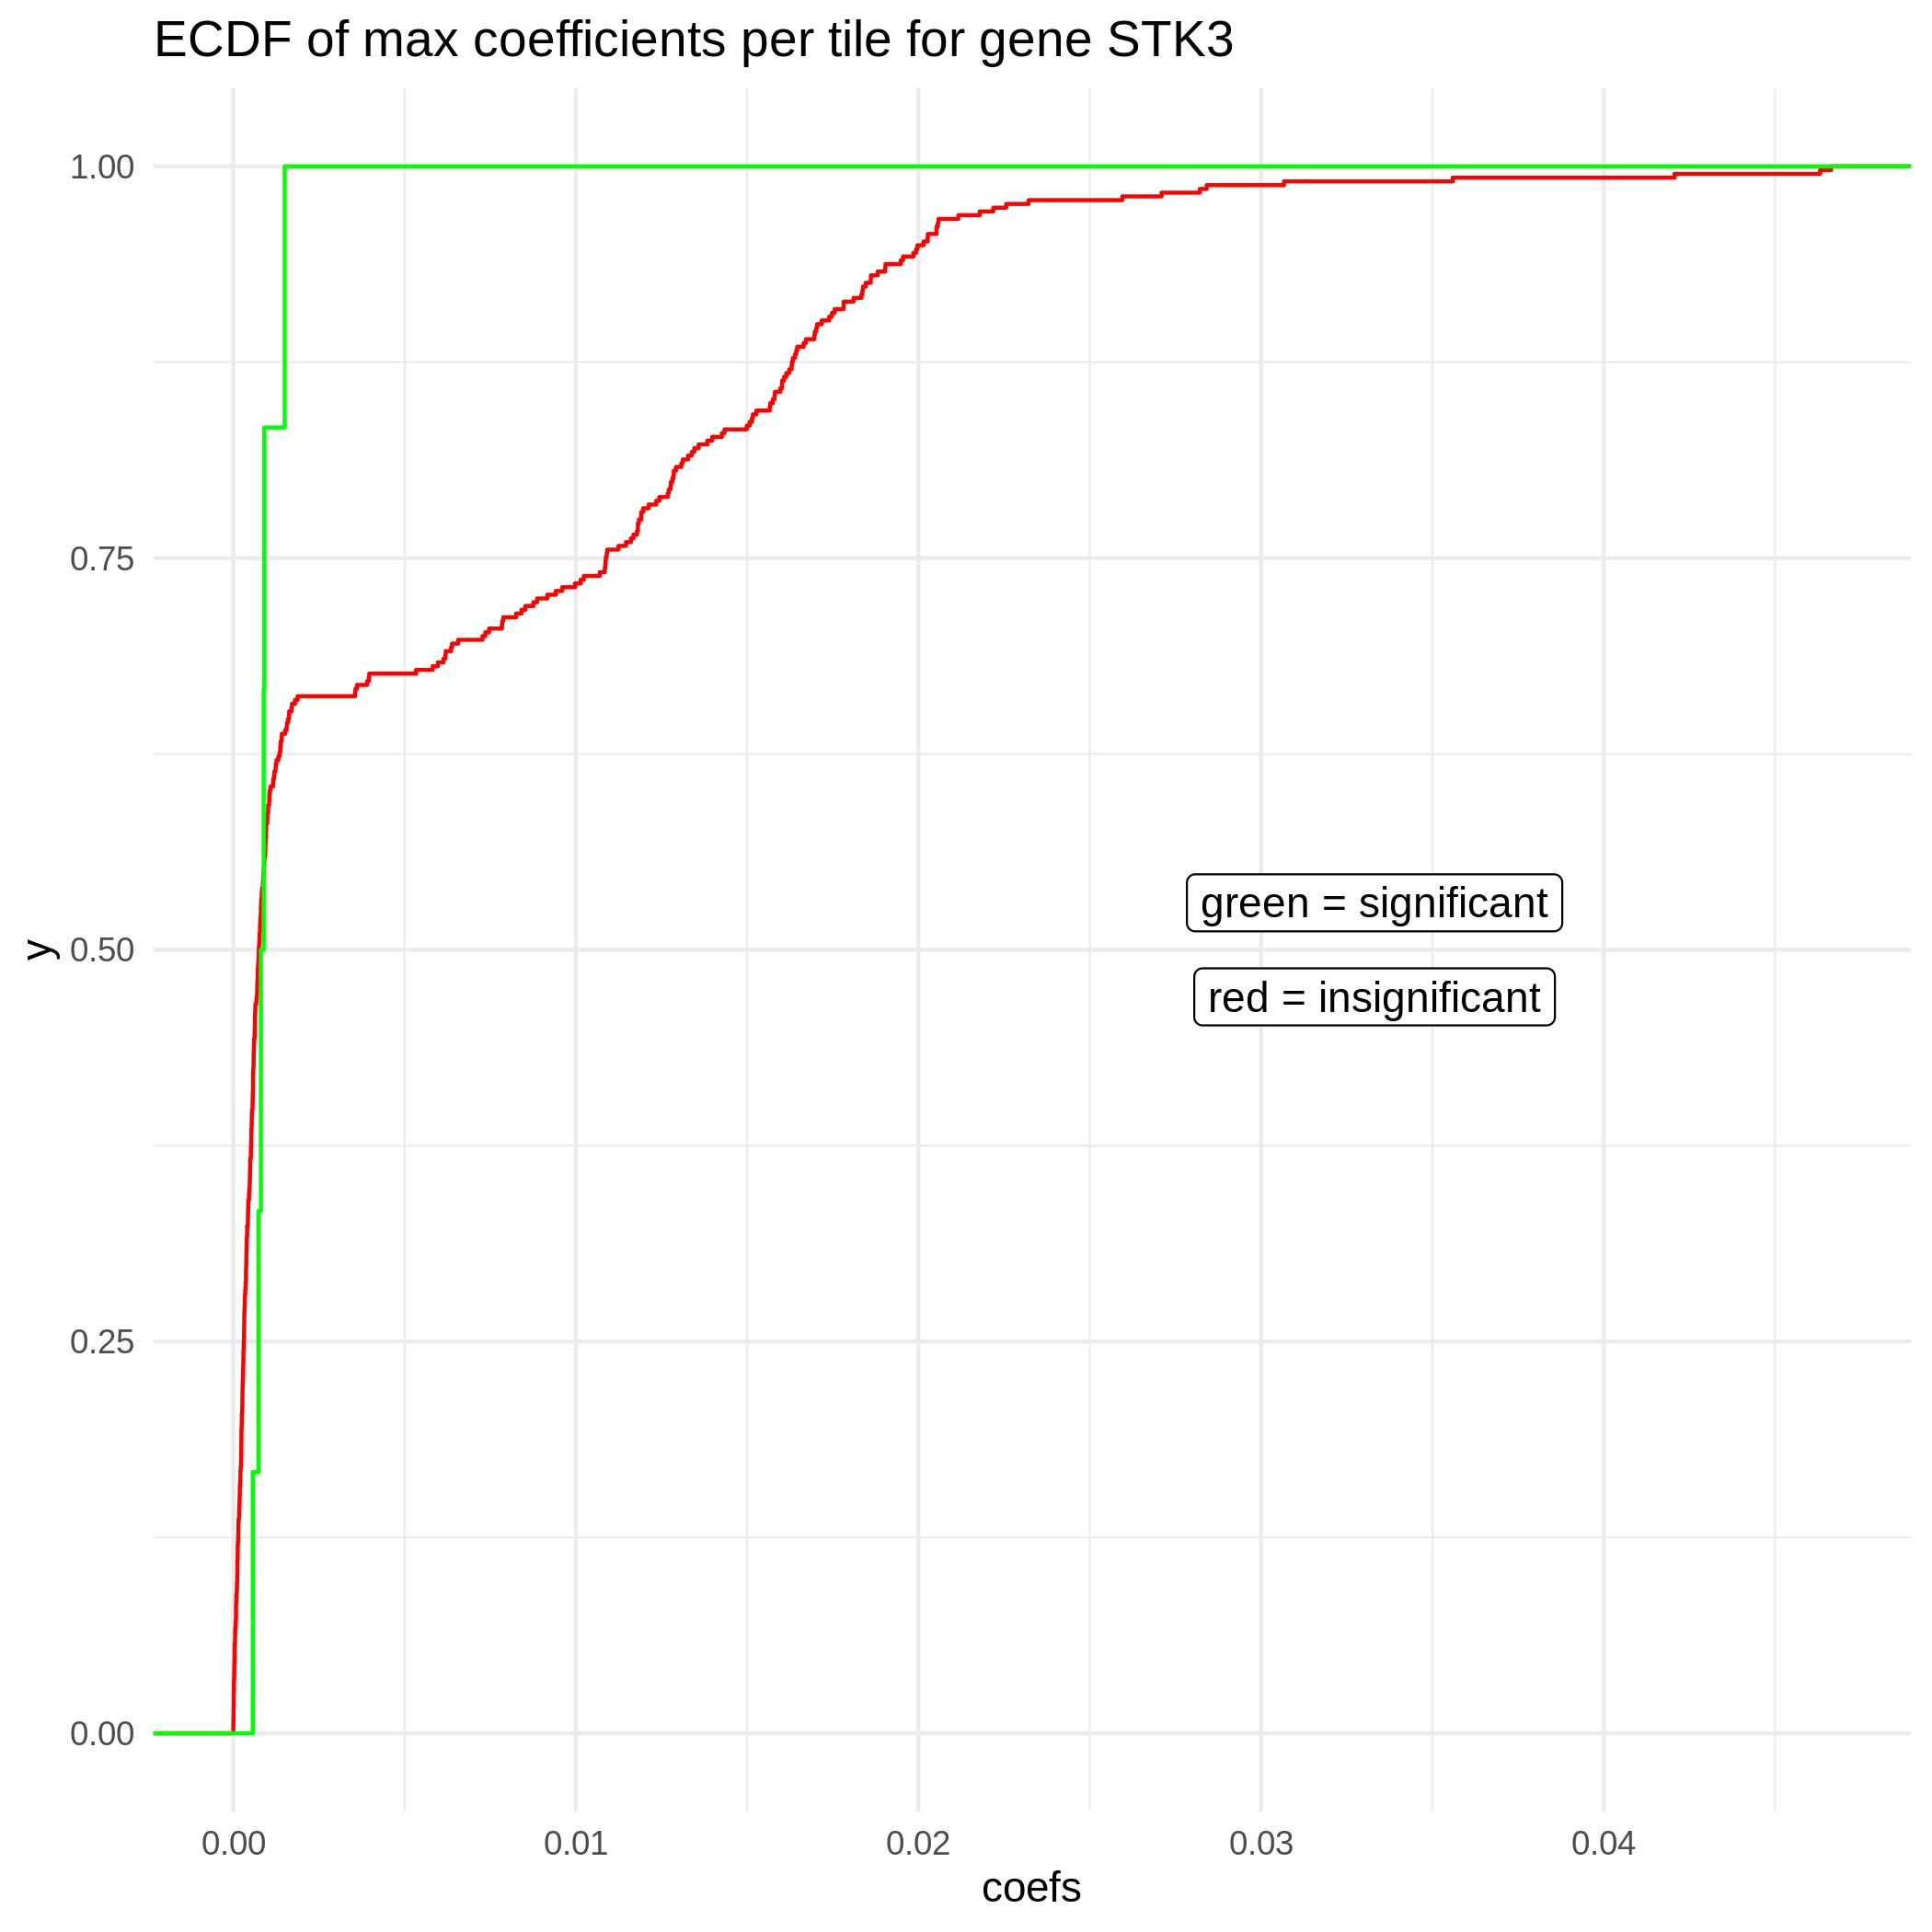 ECDF of max coefficients per tile for gene STK3
1.00
0.75
0.50
0.25
0.00
y
green = significant
red = insignificant
0.00 0.01 0.02 0.03 0.04
coefs